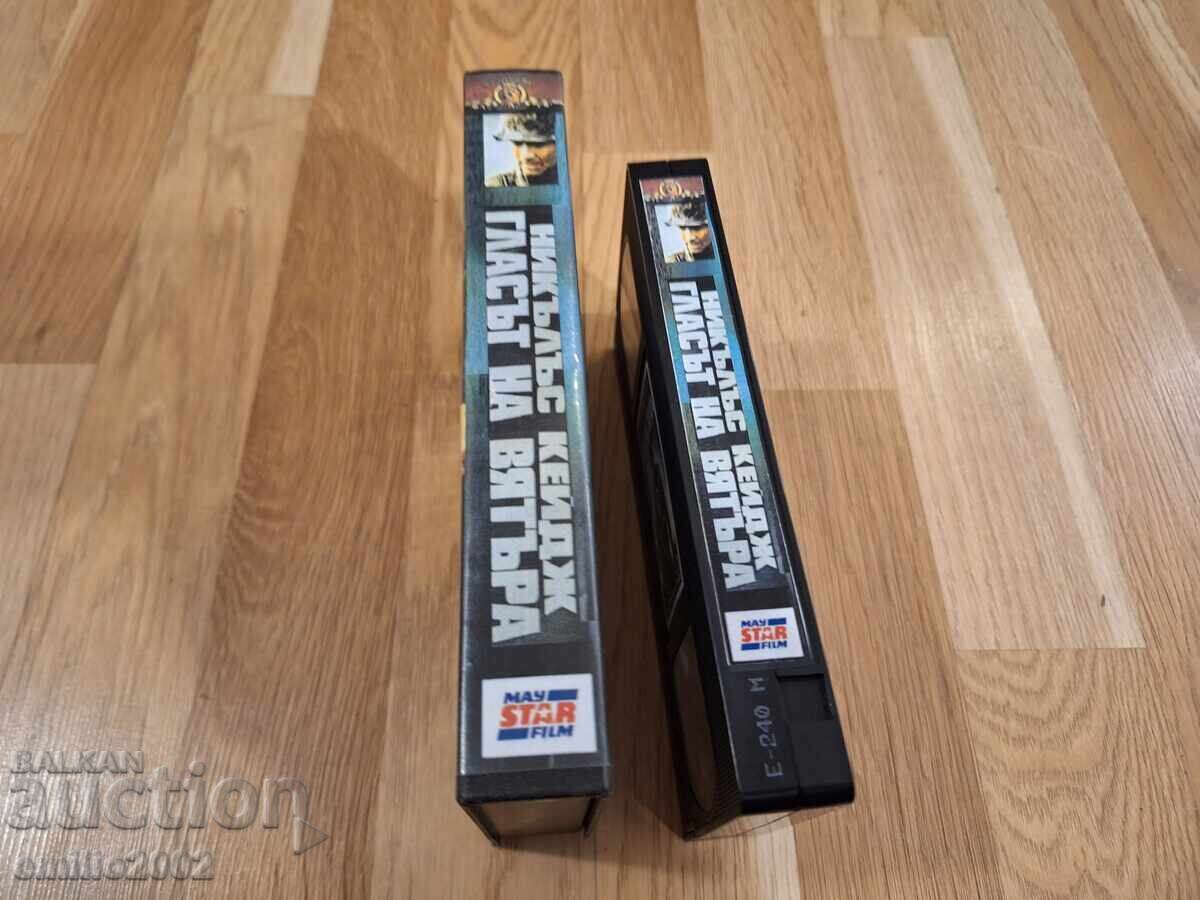 НИКЪЛЪС КЕЙДЖ
ГЛАСЪТ НА ВЯТЪРА
MAY
STAR
FILM
НИКЪЛЪС КЕЙДЖ
ГЛАСЪТ НА ВЯТЪРА
MAY
STAR
FILM
E-240 M
BALKAN
auction
emilio2002